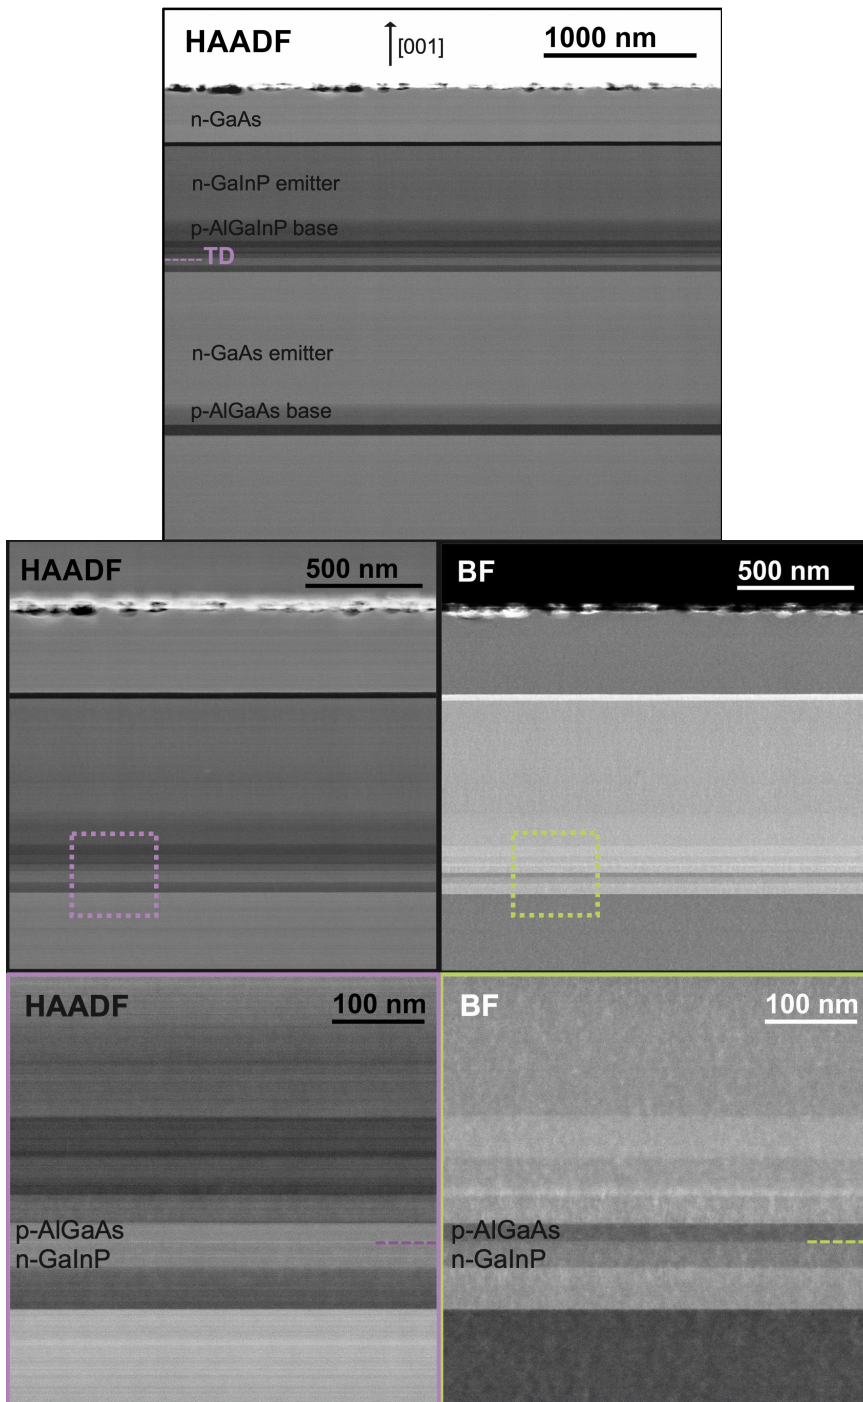 HAADF
[001]
1000 nm
n-GaAs
n-GaInP emitter
p-AlGaInP base
TD
n-GaAs emitter
p-AlGaAs base
HAADF
500 nm
BF
500 nm
HAADF
100 nm
p-AlGaAs
n-GaInP
BF
100 nm
p-AlGaAs
n-GaInP